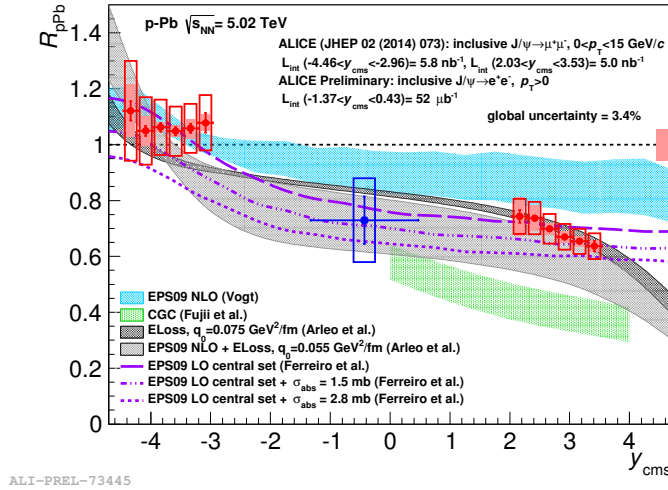 R_pPb
p-Pb √s_NN = 5.02 TeV
ALICE (JHEP 02 (2014) 073): inclusive J/ψ→μ⁺μ⁻, 0<p_T<15 GeV/c
L_int (-4.46<y_cms<-2.96)= 5.8 nb⁻¹, L_int (2.03<y_cms<3.53)= 5.0 nb⁻¹
ALICE Preliminary: inclusive J/ψ→e⁺e⁻, p_T>0
L_int (-1.37<y_cms<0.43)= 52 μb⁻¹
global uncertainty = 3.4%
1.4
1.2
1
0.8
0.6
0.4
0.2
0
EPS09 NLO (Vogt)
CGC (Fujii et al.)
ELoss, q₀=0.075 GeV²/fm (Arleo et al.)
EPS09 NLO + ELoss, q₀=0.055 GeV²/fm (Arleo et al.)
EPS09 LO central set (Ferreiro et al.)
EPS09 LO central set + σ_abs = 1.5 mb (Ferreiro et al.)
EPS09 LO central set + σ_abs = 2.8 mb (Ferreiro et al.)
-4 -3 -2 -1 0 1 2 3 4
y_cms
ALI-PREL-73445